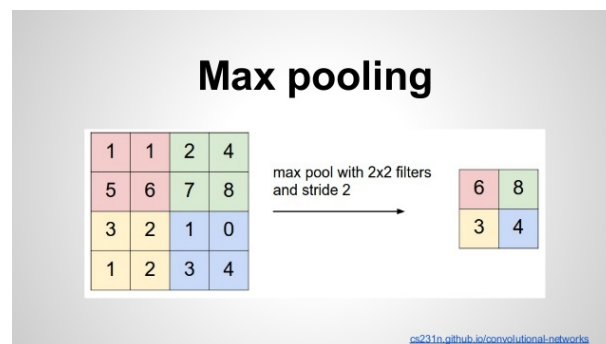 Max pooling
1 1 2 4
5 6 7 8
3 2 1 0
1 2 3 4
max pool with 2x2 filters
and stride 2
6 8
3 4
cs231n.github.io/convolutional-networks